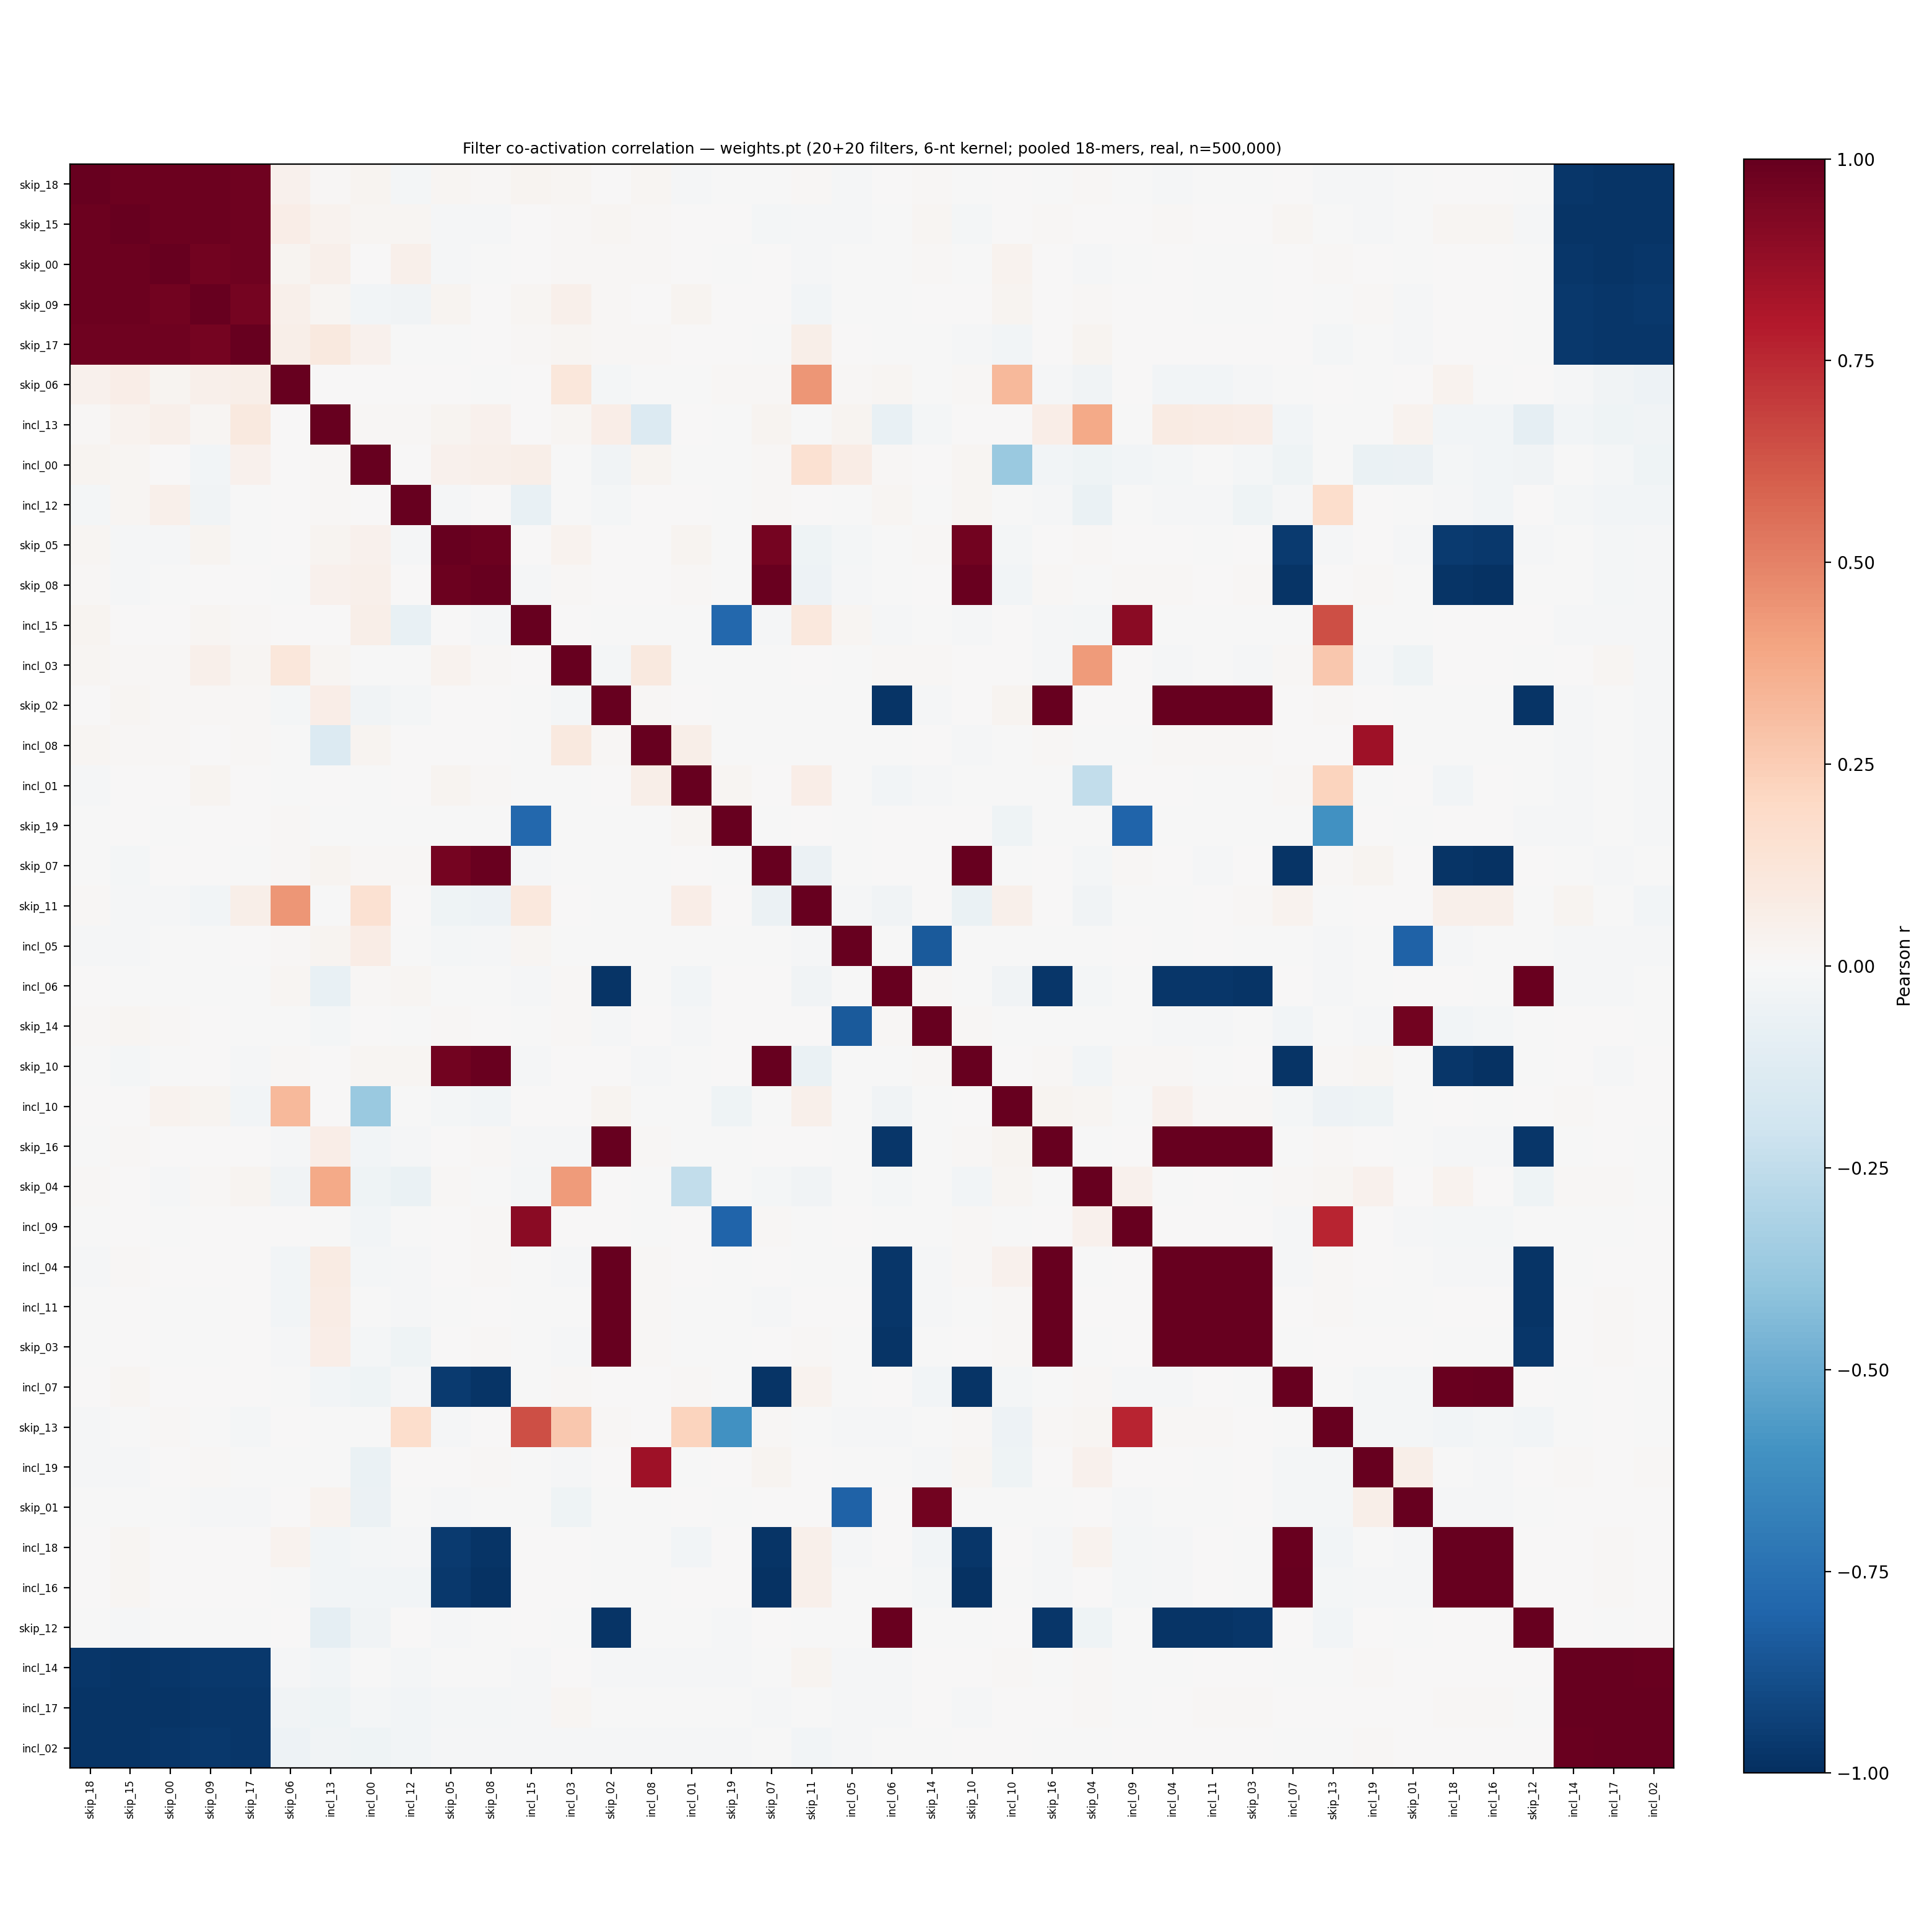 Filter co-activation correlation — weights.pt (20+20 filters, 6-nt kernel; pooled 18-mers, real, n=500,000)
skip_18
skip_15
skip_00
skip_09
skip_17
skip_06
incl_13
incl_00
incl_12
skip_05
skip_08
incl_15
incl_03
skip_02
incl_08
incl_01
skip_19
skip_07
skip_11
incl_05
incl_06
skip_14
skip_10
incl_10
skip_16
skip_04
incl_09
incl_04
incl_11
skip_03
incl_07
skip_13
incl_19
skip_01
incl_18
incl_16
skip_12
incl_14
incl_17
incl_02
skip_18
skip_15
skip_00
skip_09
skip_17
skip_06
incl_13
incl_00
incl_12
skip_05
skip_08
incl_15
incl_03
skip_02
incl_08
incl_01
skip_19
skip_07
skip_11
incl_05
incl_06
skip_14
skip_10
incl_10
skip_16
skip_04
incl_09
incl_04
incl_11
skip_03
incl_07
skip_13
incl_19
skip_01
incl_18
incl_16
skip_12
incl_14
incl_17
incl_02
1.00
0.75
0.50
0.25
0.00
−0.25
−0.50
−0.75
−1.00
Pearson r